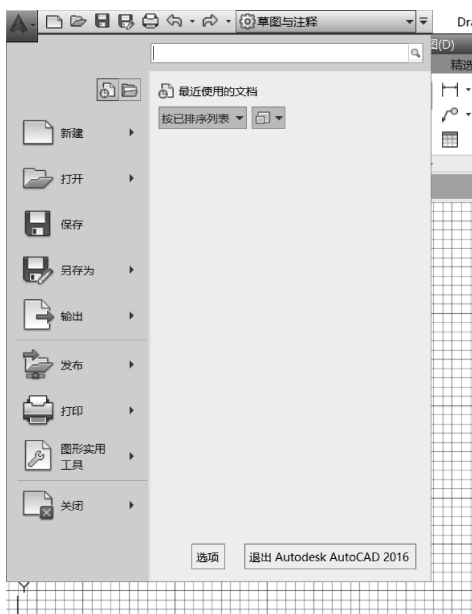 草图与注释
Dra
图(D)
精选
最近使用的文档
按已排序列表
新建
打开
保存
另存为
输出
发布
打印
图形实用
工具
关闭
选项
退出 Autodesk AutoCAD 2016
Y